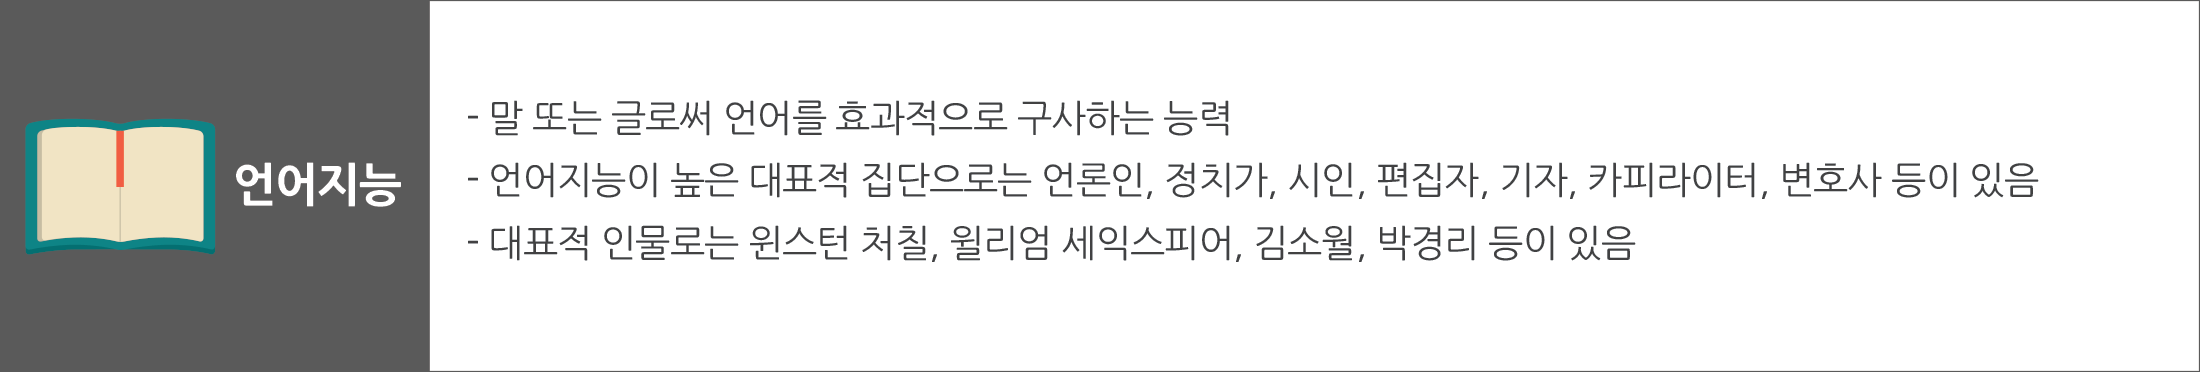 언어지능
- 말 또는 글로써 언어를 효과적으로 구사하는 능력
- 언어지능이 높은 대표적 집단으로는 언론인, 정치가, 시인, 편집자, 기자, 카피라이터, 변호사 등이 있음
- 대표적 인물로는 윈스턴 처칠, 윌리엄 세익스피어, 김소월, 박경리 등이 있음